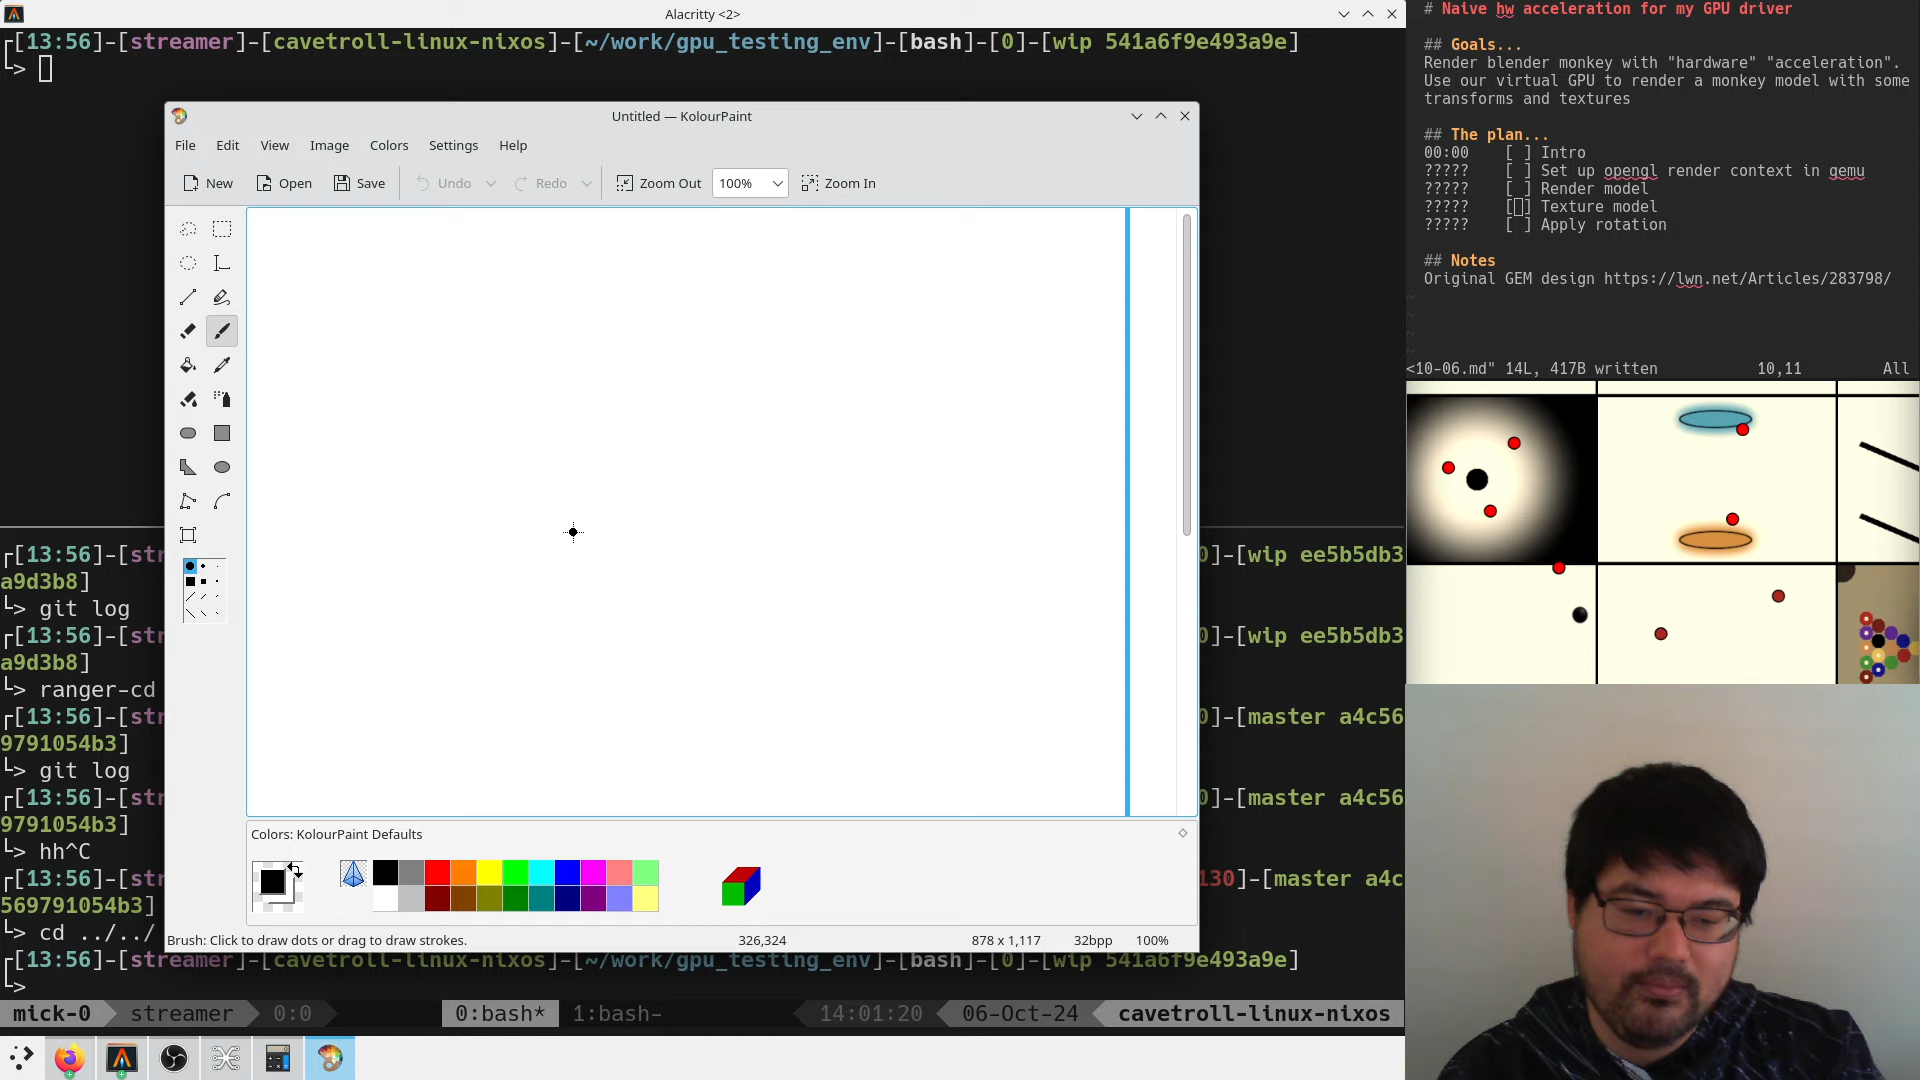 Alacritty <2>
┌[13:56]-[streamer]-[cavetroll-linux-nixos]-[~/work/gpu_testing_env]-[bash]-[0]-[wip 541a6f9e493a9e]
└>
Untitled — KolourPaint
File Edit View Image Colors Settings Help
New Open Save Undo Redo Zoom Out 100% Zoom In
Colors: KolourPaint Defaults
Brush: Click to draw dots or drag to draw strokes. 326,324 878 x 1,117 32bpp 100%
┌[13:56]-[str 0]-[wip ee5b5db3
a9d3b8]
└> git log
┌[13:56]-[str 0]-[wip ee5b5db3
a9d3b8]
└> ranger-cd
┌[13:56]-[str 0]-[master a4c56
9791054b3]
└> git log
┌[13:56]-[str 0]-[master a4c56
9791054b3]
└> hh^C
┌[13:56]-[str 130]-[master a4c
569791054b3]
└> cd ../../
┌[13:56]-[streamer]-[cavetroll-linux-nixos]-[~/work/gpu_testing_env]-[bash]-[0]-[wip 541a6f9e493a9e]
└>
mick-0 streamer 0:0 0:bash* 1:bash- 14:01:20 06-Oct-24 cavetroll-linux-nixos
# Naive hw acceleration for my GPU driver
## Goals...
Render blender monkey with "hardware" "acceleration".
Use our virtual GPU to render a monkey model with some
transforms and textures
## The plan...
00:00 [ ] Intro
????? [ ] Set up opengl render context in qemu
????? [ ] Render model
????? [ ] Texture model
????? [ ] Apply rotation
## Notes
Original GEM design https://lwn.net/Articles/283798/
~
~
~
~
<10-06.md" 14L, 417B written 10,11 All